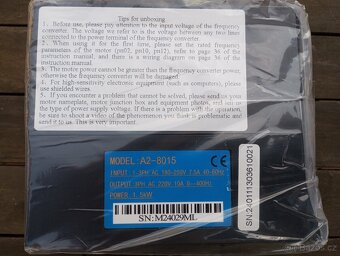 Tips for unboxing
1、Before use, please pay attention to the input voltage of the frequency
converter. The voltage we refer to is the voltage between any two lines
connected to the power terminal of the frequency converter.
2、When using it for the first time, please set the rated frequency
parameters of the motor (pn02, pn10, pn12), refer to page 36 of the
instruction manual, and there is a wiring diagram on page 36 of the
instruction manual.
3、The motor power cannot be greater than the frequency converter power,
otherwise the frequency converter will be damaged.
4、For high-sensitivity electronic equipment (such as computers), please
use shielded wires.
5、If you encounter a problem that cannot be solved, please send us your
motor nameplate, motor junction box and equipment photos, and tell us the
type of power supply voltage. If there is a problem with the operation,
be sure to shoot a video of the phenomenon and send it to
us. This is very important.
MODEL A2-8015
INPUT: 1-3PH AC 180-250V 7.5A 40-60Hz
OUTPUT:3PH AC 220V 10A 0~400Hz
POWER: 1.5KW
SN:M24029ML
SN:240111303610021
bazos.cz